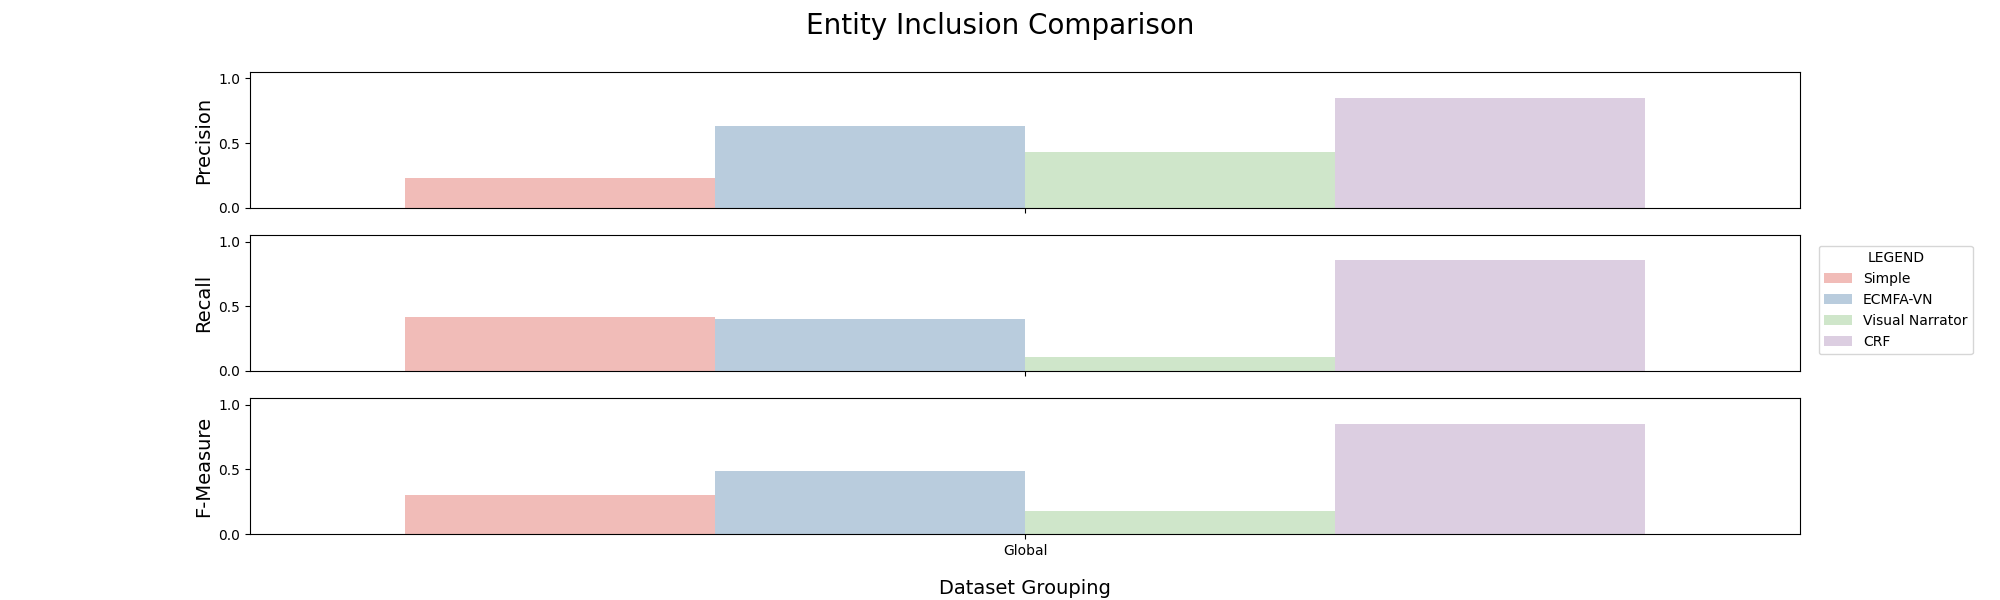 Entity Inclusion Comparison
Precision
1.0
0.5
0.0
Recall
1.0
0.5
0.0
F-Measure
1.0
0.5
0.0
Global
Dataset Grouping
LEGEND
Simple
ECMFA-VN
Visual Narrator
CRF